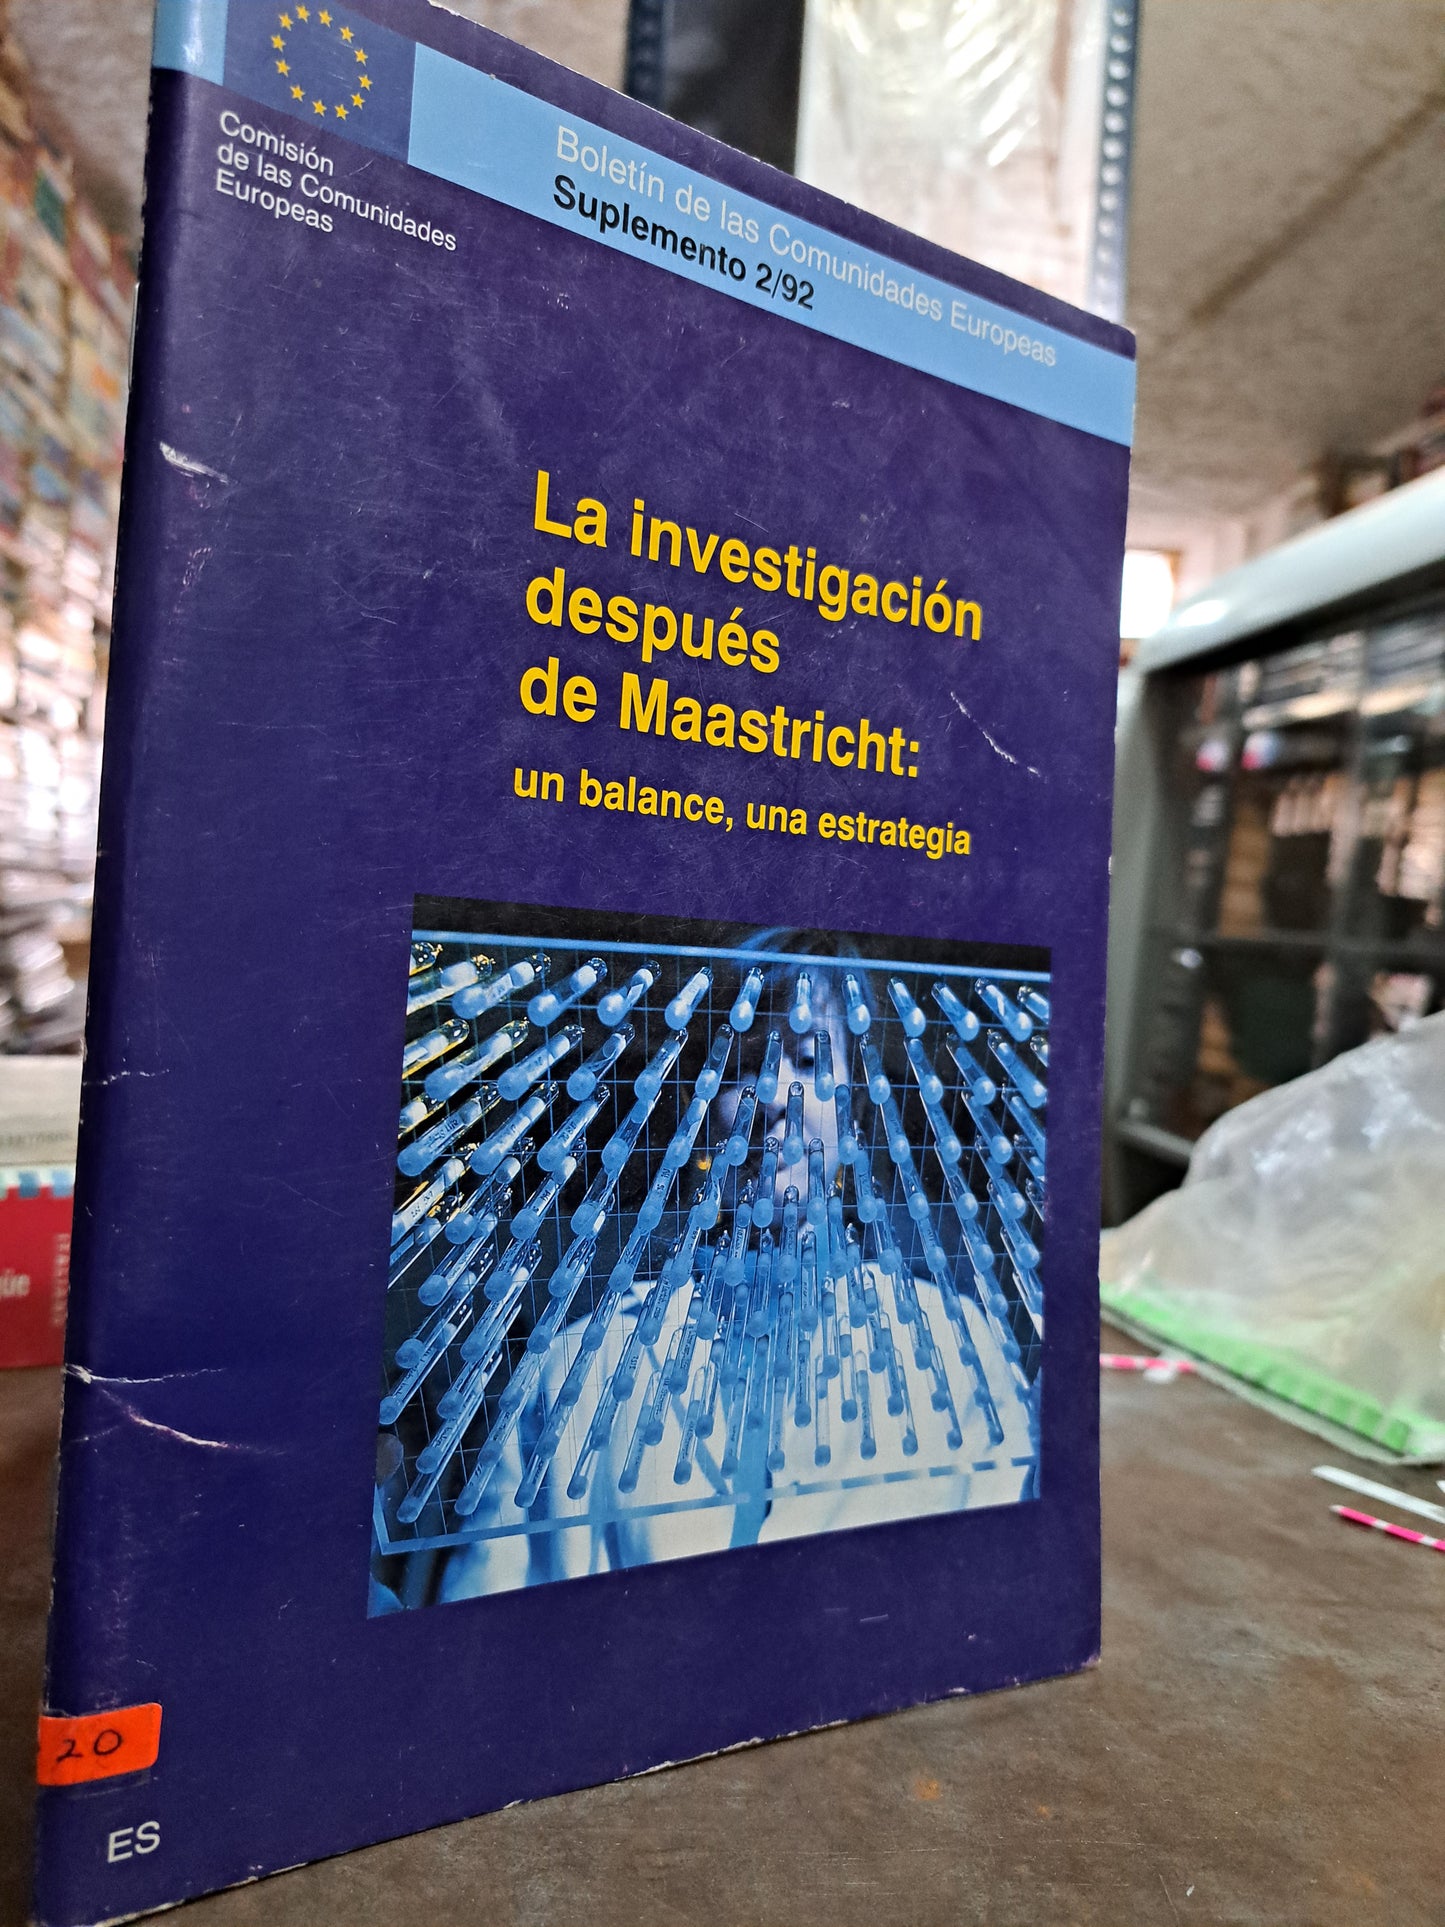 Comisión
de las Comunidades
Europeas
Boletín de las Comunidades Europeas
Suplemento 2/92
La investigación
después
de Maastricht:
un balance, una estrategia
20
ES
güe